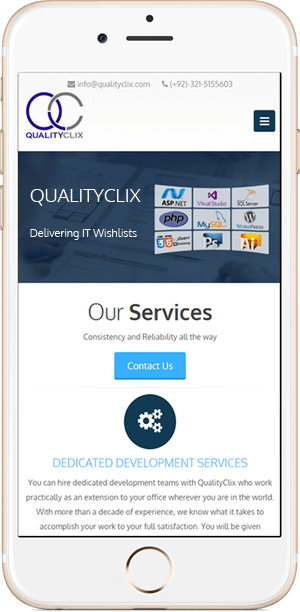 info@qualityclix.com (+92)-321-5155603
QUALITYCLIX
QUALITYCLIX
Delivering IT Wishlists
ASP.NET VisualStudio SQL Server
php MySQL WordPress
HTML5 jQuery Ps Ai
Our Services
Consistency and Reliability all the way
Contact Us
DEDICATED DEVELOPMENT SERVICES
You can hire dedicated development teams with QualityClix who work
practically as an extension to your office wherever you are in the world.
With more than a decade of experience, we know what it takes to
accomplish your work to your full satisfaction. You will be given